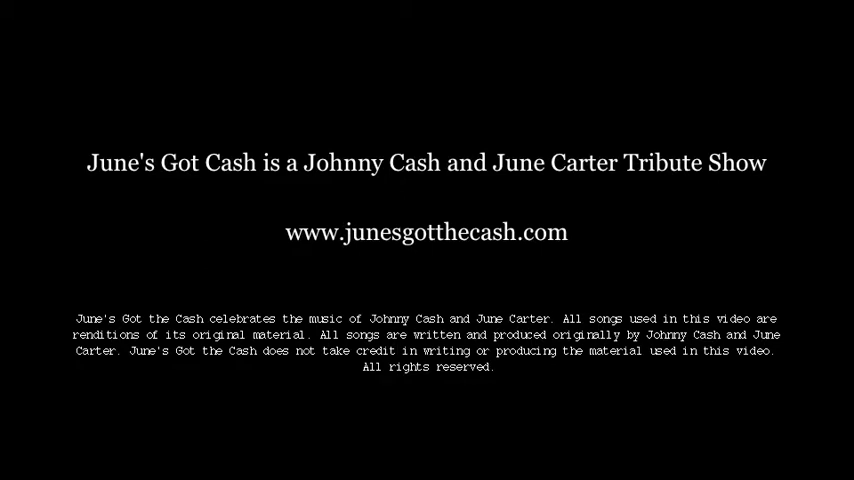 June's Got Cash is a Johnny Cash and June Carter Tribute Show
www.junesgotthecash.com
June's Got the Cash celebrates the music of Johnny Cash and June Carter. All songs used in this video are
renditions of its original material. All songs are written and produced originally by Johnny Cash and June
Carter. June's Got the Cash does not take credit in writing or producing the material used in this video.
All rights reserved.